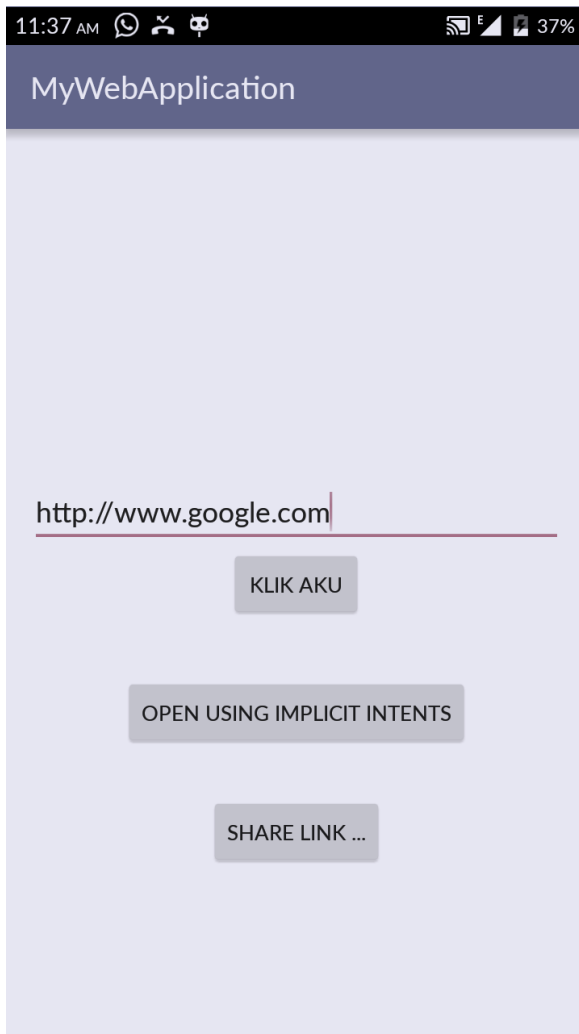 11:37 AM E 37%
MyWebApplication
http://www.google.com
KLIK AKU
OPEN USING IMPLICIT INTENTS
SHARE LINK ...